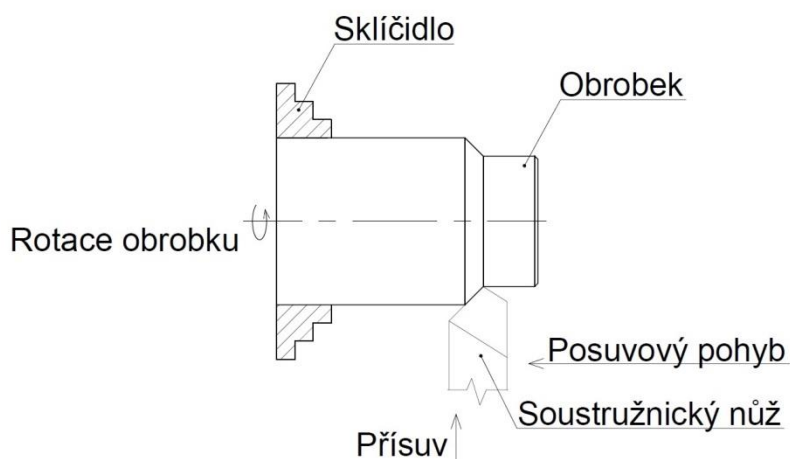 Sklíčidlo
Obrobek
Rotace obrobku
Posuvový pohyb
Soustružnický nůž
Přísuv